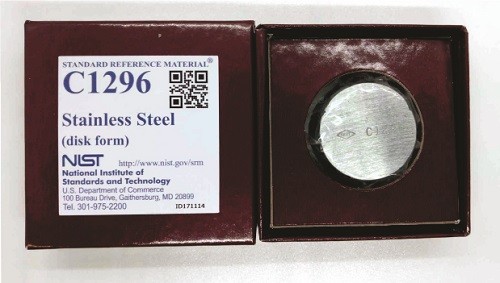 STANDARD REFERENCE MATERIAL®
C1296
Stainless Steel
(disk form)
NIST http://www.nist.gov/srm
National Institute of
Standards and Technology
U.S. Department of Commerce
100 Bureau Drive, Gaithersburg, MD 20899
Tel. 301-975-2200 ID171114